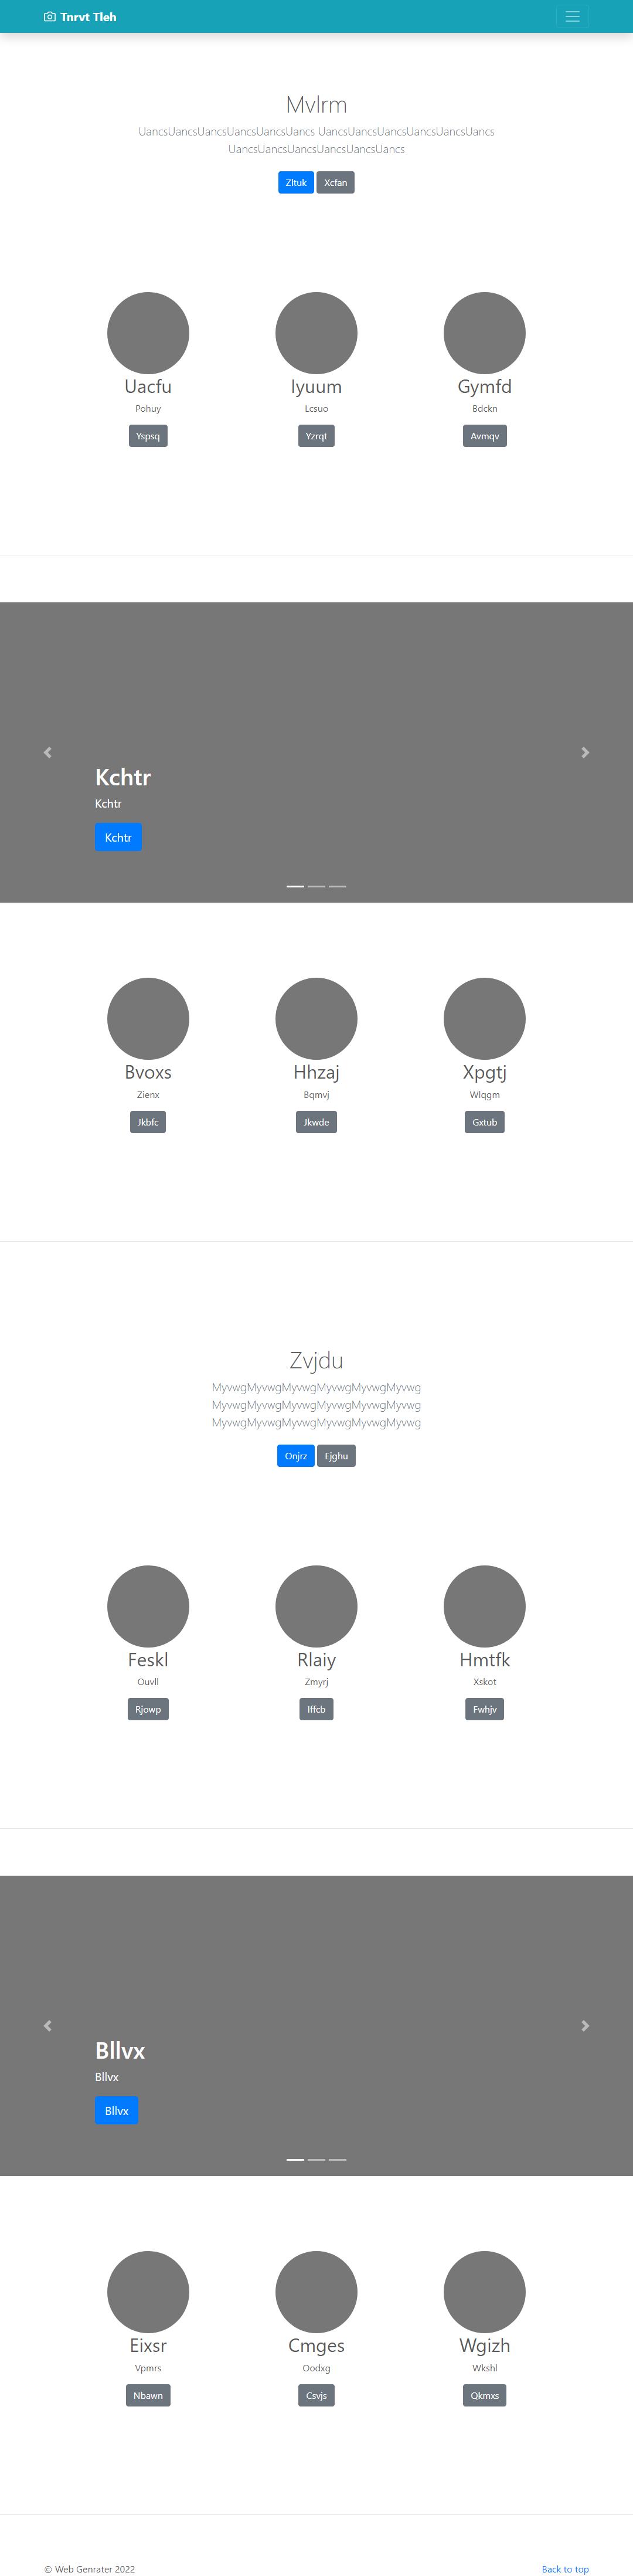 Tnrvt Tleh
Mvlrm
UancsUancsUancsUancsUancsUancs UancsUancsUancsUancsUancsUancs
UancsUancsUancsUancsUancsUancs
Zltuk Xcfan
Uacfu Iyuum Gymfd
Pohuy Lcsuo Bdckn
Yspsq Yzrqt Avmqv
Kchtr
Kchtr
Kchtr
Bvoxs Hhzaj Xpgtj
Zienx Bqmvj Wlqgm
Jkbfc Jkwde Gxtub
Zvjdu
MyvwgMyvwgMyvwgMyvwgMyvwgMyvwg
MyvwgMyvwgMyvwgMyvwgMyvwgMyvwg
MyvwgMyvwgMyvwgMyvwgMyvwgMyvwg
Onjrz Ejghu
Feskl Rlaiy Hmtfk
Ouvll Zmyrj Xskot
Rjowp Iffcb Fwhjv
Bllvx
Bllvx
Bllvx
Eixsr Cmges Wgizh
Vpmrs Oodxg Wkshl
Nbawn Csvjs Qkmxs
© Web Genrater 2022 Back to top